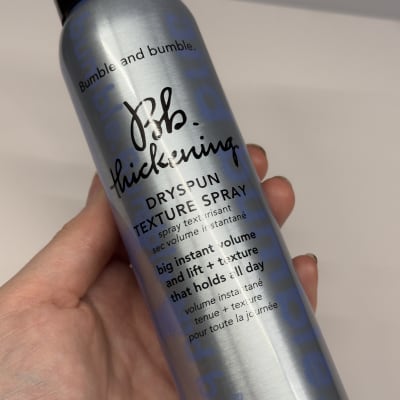 Bumble and bumble.
Bb.
thickening
DRYSPUN
TEXTURE SPRAY
spray texturisant
sec volume instantané
big instant volume
and lift + texture
that holds all day
volume instantané
tenue + texture
pour toute la journée